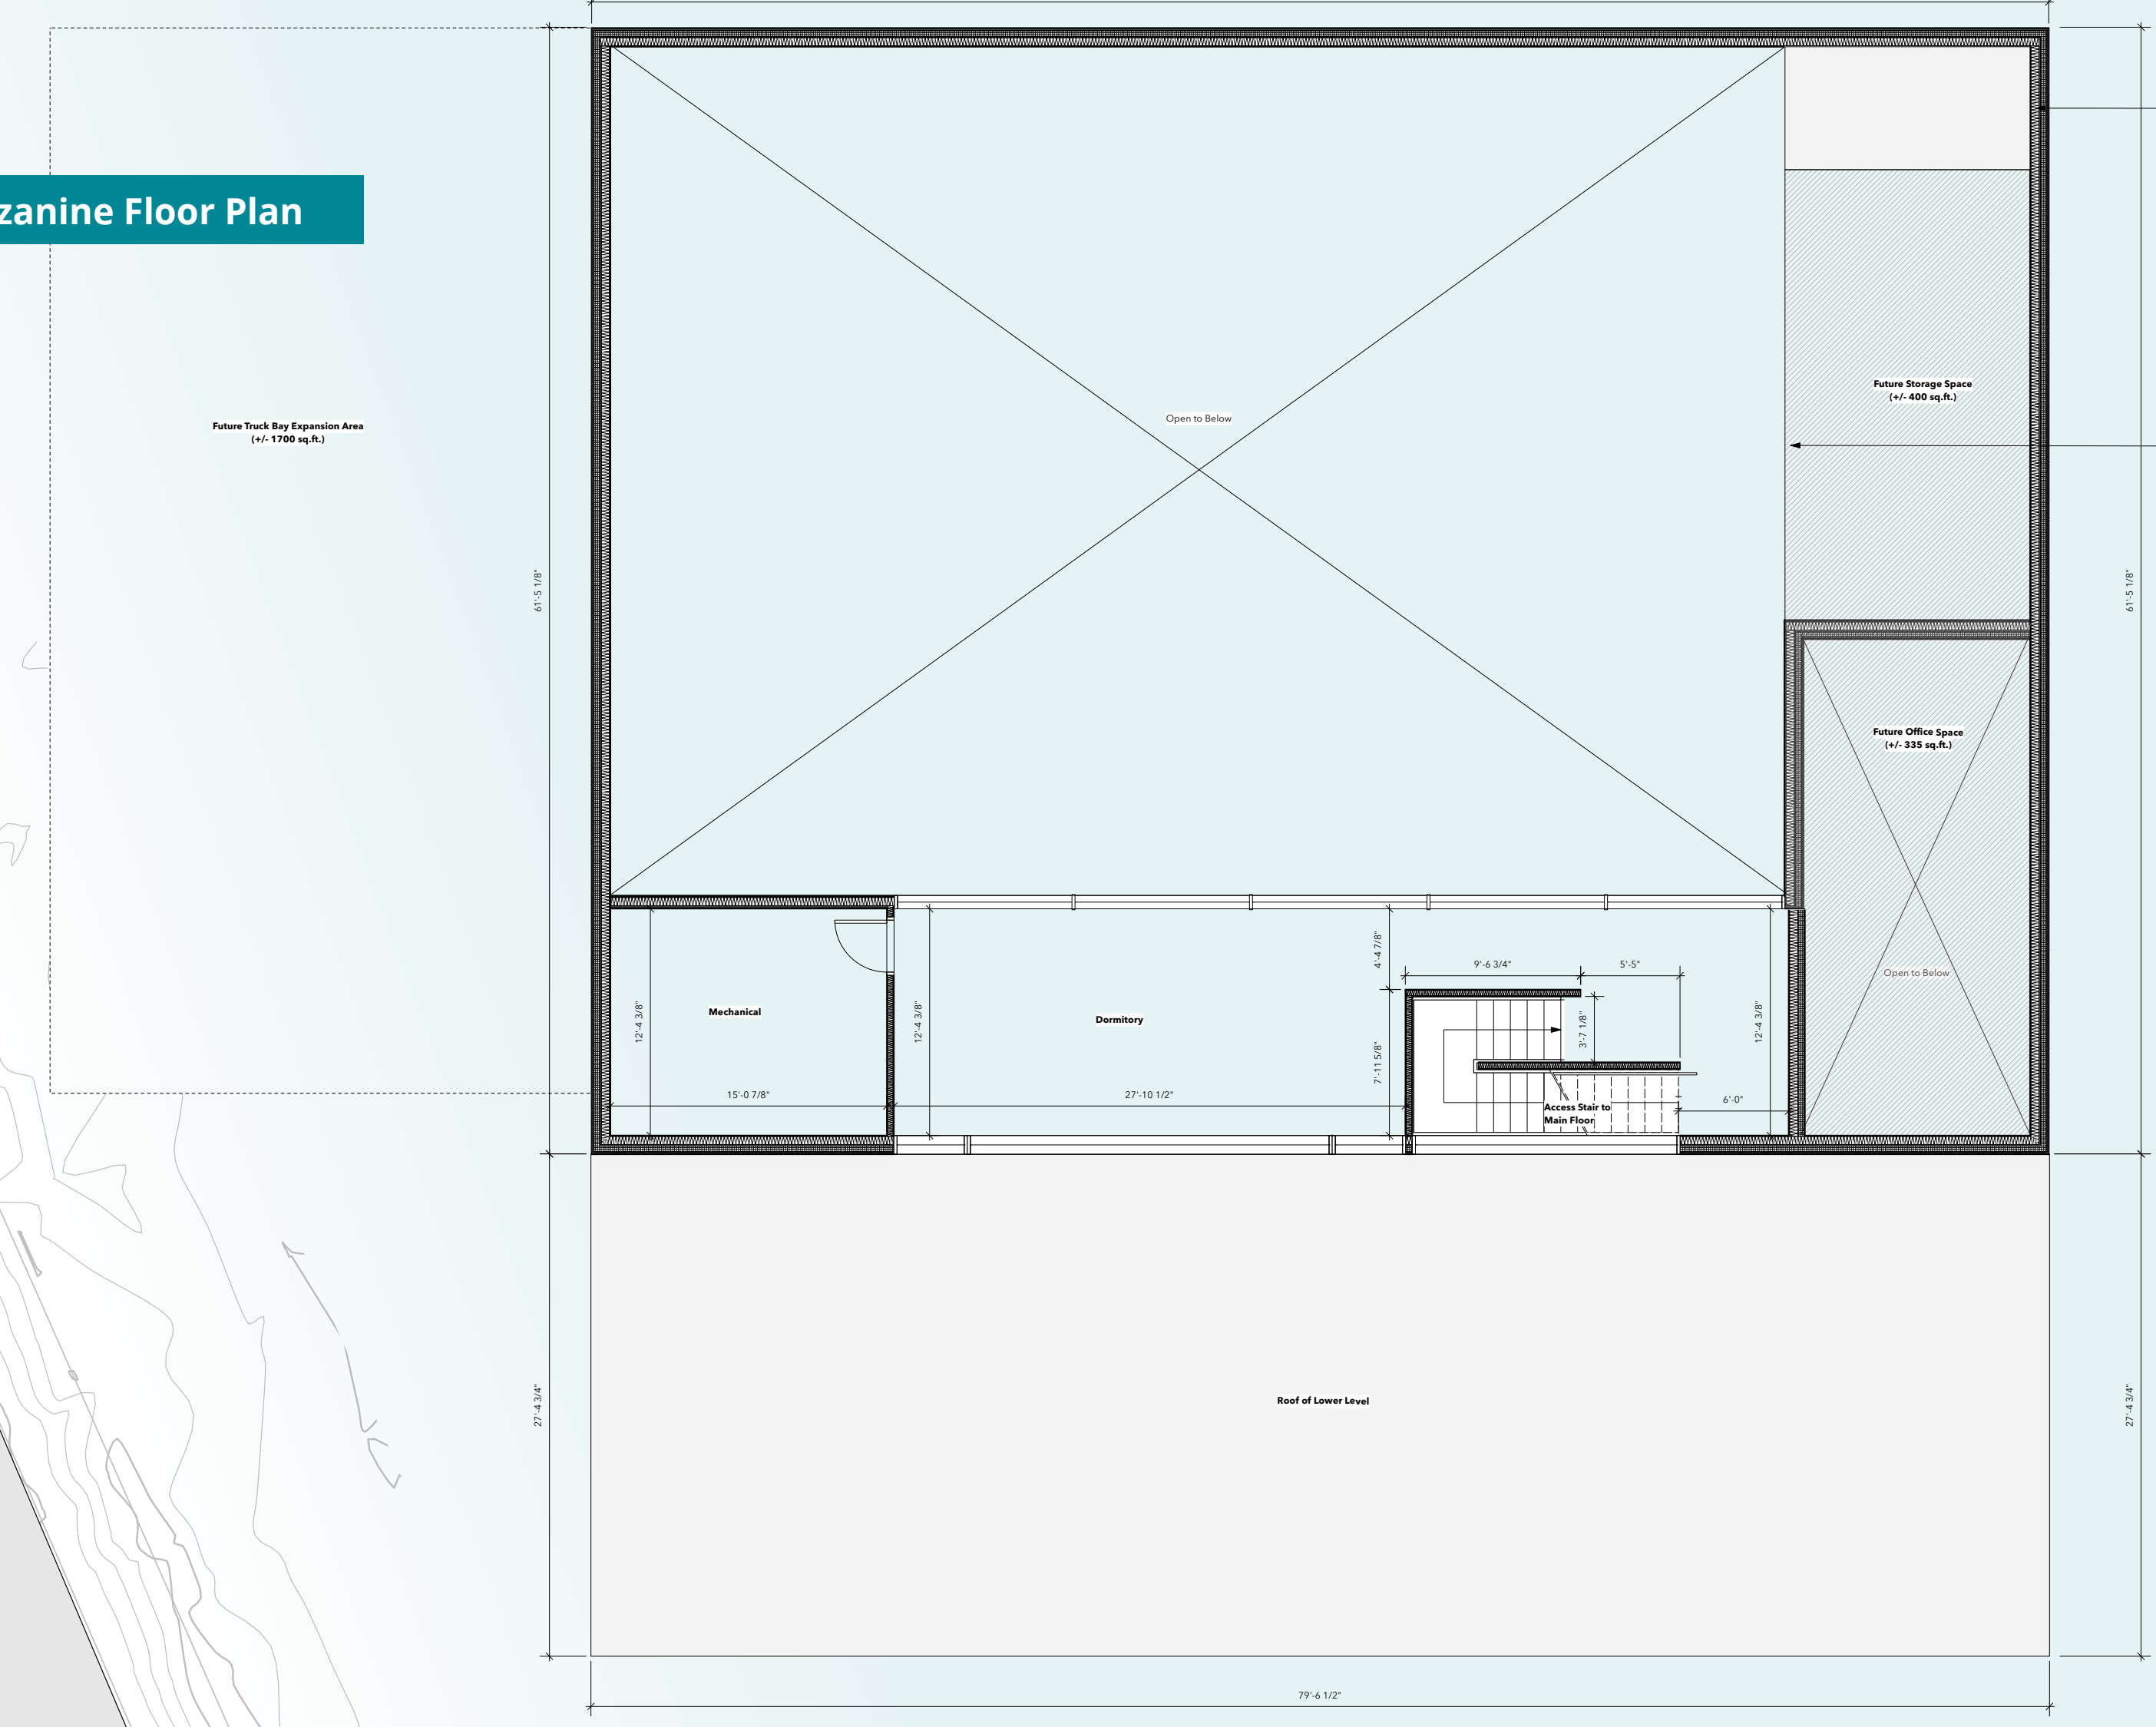 zanine Floor Plan
Future Storage Space
(+/- 400 sq.ft.)
Open to Below
Future Truck Bay Expansion Area
(+/- 1700 sq.ft.)
61'-5 1/8"
61'-5 1/8"
Future Office Space
(+/- 335 sq.ft.)
4'-4 7/8"
9'-6 3/4"
5'-5"
Open to Below
Mechanical
12'-4 3/8"
12'-4 3/8"
Dormitory
3'-7 1/8"
12'-4 3/8"
7'-11 5/8"
15'-0 7/8"
27'-10 1/2"
6'-0"
Access Stair to
Main Floor
Roof of Lower Level
27'-4 3/4"
27'-4 3/4"
79'-6 1/2"